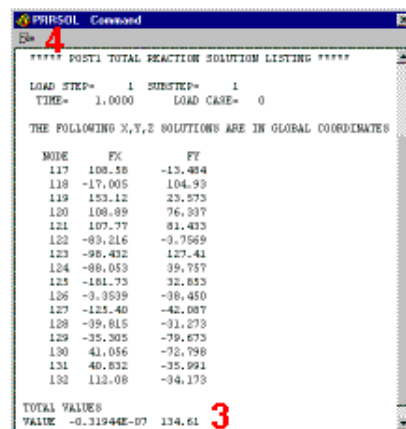 PRRSOL Command
File
4
***** POST1 TOTAL REACTION SOLUTION LISTING *****
LOAD STEP= 1 SUBSTEP= 1
TIME= 1.0000 LOAD CASE= 0
THE FOLLOWING X,Y,Z SOLUTIONS ARE IN GLOBAL COORDINATES
NODE FX FY
117 108.58 -13.484
118 -17.005 104.93
119 153.12 23.573
120 108.89 76.337
121 107.77 81.433
122 -83.216 -3.7569
123 -98.432 127.41
124 -88.053 39.757
125 -181.73 32.853
126 -3.3539 -38.450
127 -125.40 -42.087
128 -39.815 -31.273
129 -35.305 -79.673
130 41.056 -72.798
131 40.832 -35.991
132 112.08 -34.173
TOTAL VALUES
VALUE -0.31944E-07 134.61 3